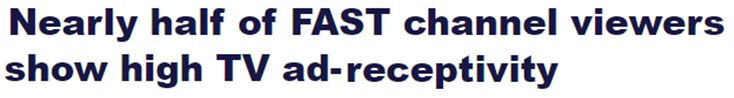 Nearly half of FAST channel viewers
show high TV ad-receptivity